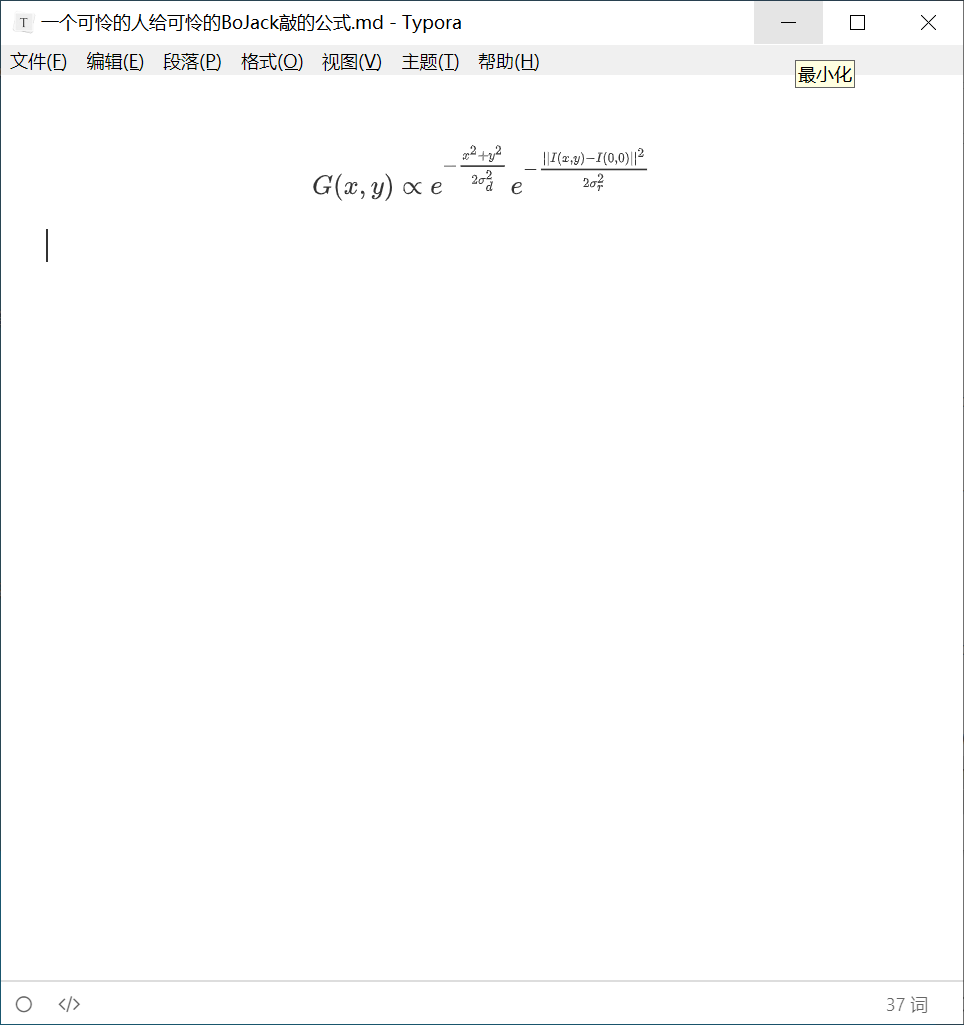 T 一个可怜的人给可怜的BoJack敲的公式.md - Typora
文件(F) 编辑(E) 段落(P) 格式(O) 视图(V) 主题(T) 帮助(H)
最小化
$G(x,y) \propto e^{-\frac{x^2+y^2}{2\sigma_d^2}} e^{-\frac{||I(x,y)-I(0,0)||^2}{2\sigma_r^2}}$
</> 37 词